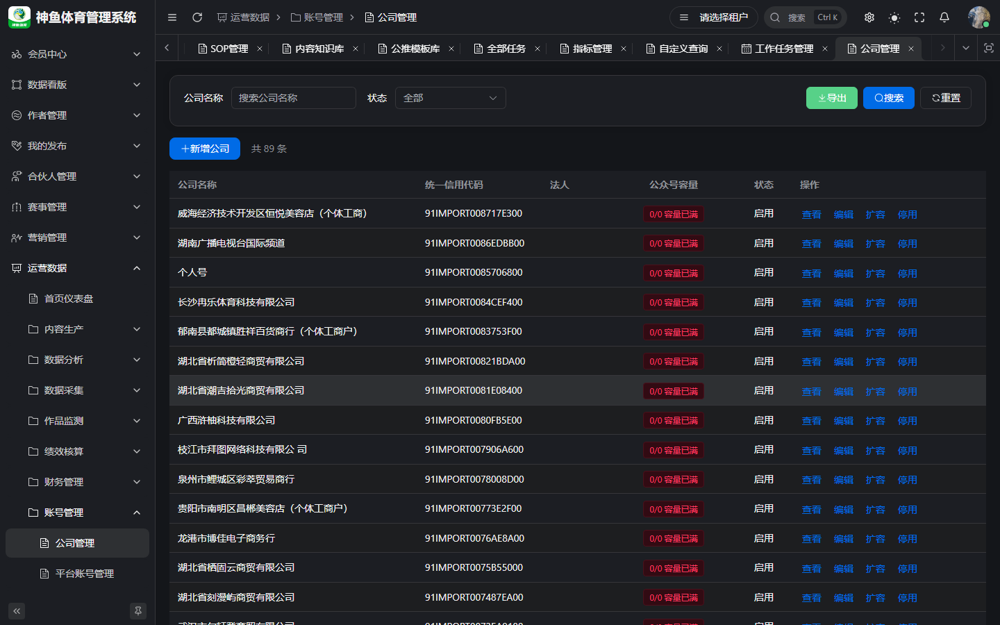 神鱼体育管理系统
运营数据 账号管理 公司管理 请选择租户 搜索 Ctrl K
会员中心
数据看版
作者管理
我的发布
合伙人管理
赛事管理
营销管理
运营数据
首页仪表盘
内容生产
数据分析
数据采集
作品监测
绩效核算
财务管理
账号管理
公司管理
平台账号管理
SOP管理 内容知识库 公推模板库 全部任务 指标管理 自定义查询 工作任务管理 公司管理
公司名称 搜索公司名称 状态 全部 导出 搜索 重置
新增公司 共 89 条
公司名称 统一信用代码 法人 公众号容量 状态 操作
威海经济技术开发区恒悦美容店（个体工商） 91IMPORT008717E300 0/0 容量已满 启用 查看 编辑 扩容 停用
湖南广播电视台国际频道 91IMPORT0086EDBB00 0/0 容量已满 启用 查看 编辑 扩容 停用
个人号 91IMPORT0085706800 0/0 容量已满 启用 查看 编辑 扩容 停用
长沙冉乐体育科技有限公司 91IMPORT0084CEF400 0/0 容量已满 启用 查看 编辑 扩容 停用
郁南县都城镇胜祥百货商行（个体工商户） 91IMPORT0083753F00 0/0 容量已满 启用 查看 编辑 扩容 停用
湖北省析简橙轻商贸有限公司 91IMPORT00821BDA00 0/0 容量已满 启用 查看 编辑 扩容 停用
湖北省潮吉拾光商贸有限公司 91IMPORT0081E08400 0/0 容量已满 启用 查看 编辑 扩容 停用
广西浒柚科技有限公司 91IMPORT0080FB5E00 0/0 容量已满 启用 查看 编辑 扩容 停用
枝江市拜图网络科技有限公 司 91IMPORT007906A600 0/0 容量已满 启用 查看 编辑 扩容 停用
泉州市鲤城区彩萃贸易商行 91IMPORT0078008D00 0/0 容量已满 启用 查看 编辑 扩容 停用
贵阳市南明区昌郴美容店（个体工商户） 91IMPORT00773E2F00 0/0 容量已满 启用 查看 编辑 扩容 停用
龙港市博佳电子商务行 91IMPORT0076AE8A00 0/0 容量已满 启用 查看 编辑 扩容 停用
湖北省栖固云商贸有限公司 91IMPORT0075B55000 0/0 容量已满 启用 查看 编辑 扩容 停用
湖北省刻漫屿商贸有限公司 91IMPORT007487EA00 0/0 容量已满 启用 查看 编辑 扩容 停用